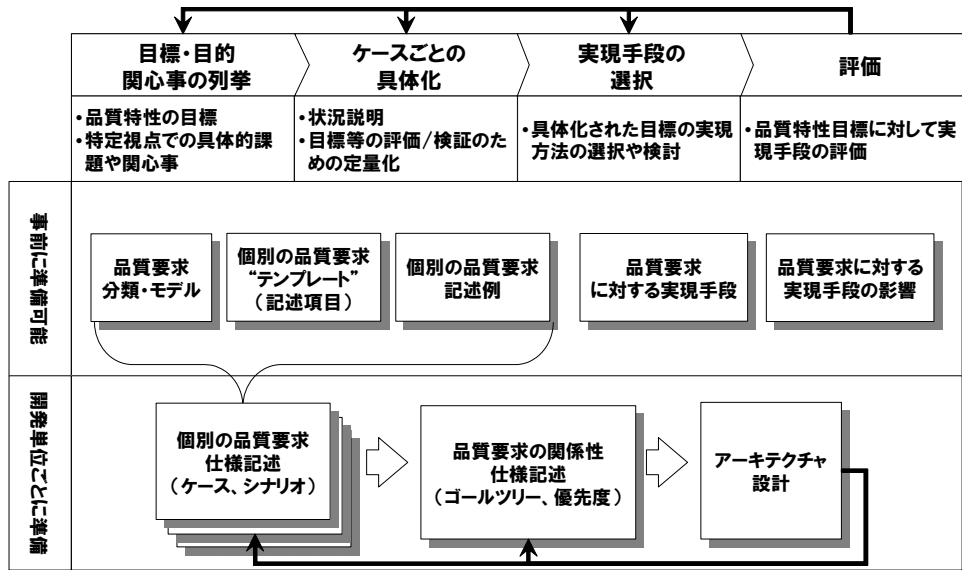 目標・目的
関心事の列挙
ケースごとの
具体化
実現手段の
選択
評価
・品質特性の目標
・特定視点での具体的課
題や関心事
・状況説明
・目標等の評価/検証のた
めの定量化
・具体化された目標の実現
方法の選択や検討
・品質特性目標に対して実
現手段の評価
事前に準備可能
品質要求
分類・モデル
個別の品質要求
“テンプレート”
（記述項目）
個別の品質要求
記述例
品質要求
に対する実現手段
品質要求に対する
実現手段の影響
開発単位ごとに準備
個別の品質要求
仕様記述
（ケース、シナリオ）
品質要求の関係性
仕様記述
（ゴールツリー、優先度）
アーキテクチャ
設計